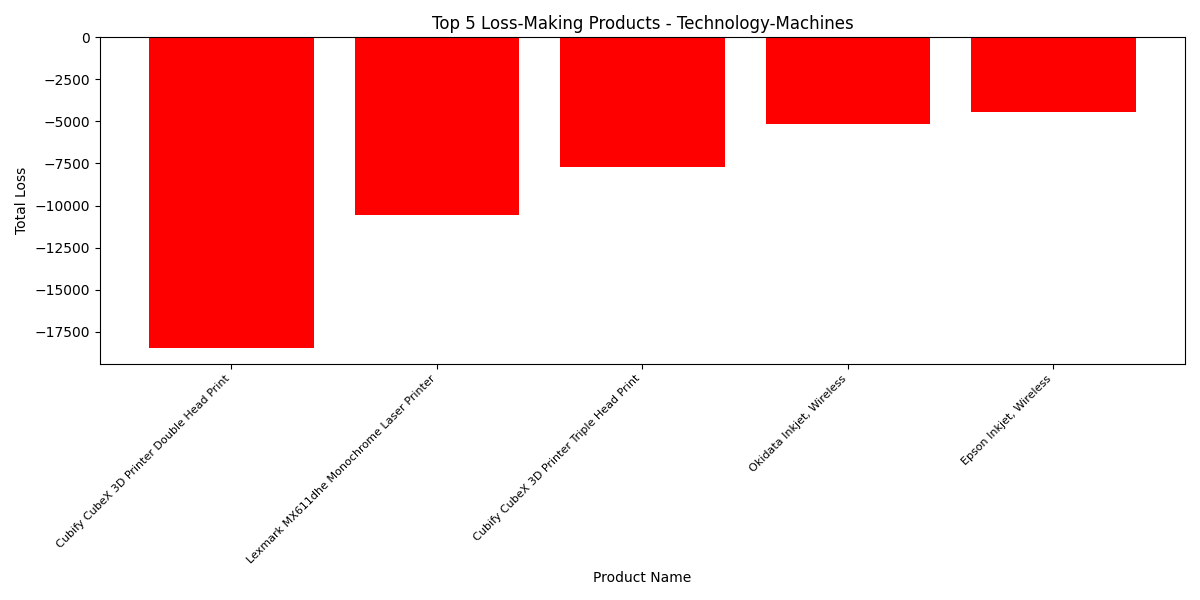 Top 5 Loss-Making Products - Technology-Machines
0
−2500
−5000
−7500
−10000
−12500
−15000
−17500
Total Loss
Cubify CubeX 3D Printer Double Head Print
Lexmark MX611dhe Monochrome Laser Printer
Cubify CubeX 3D Printer Triple Head Print
Okidata Inkjet, Wireless
Epson Inkjet, Wireless
Product Name